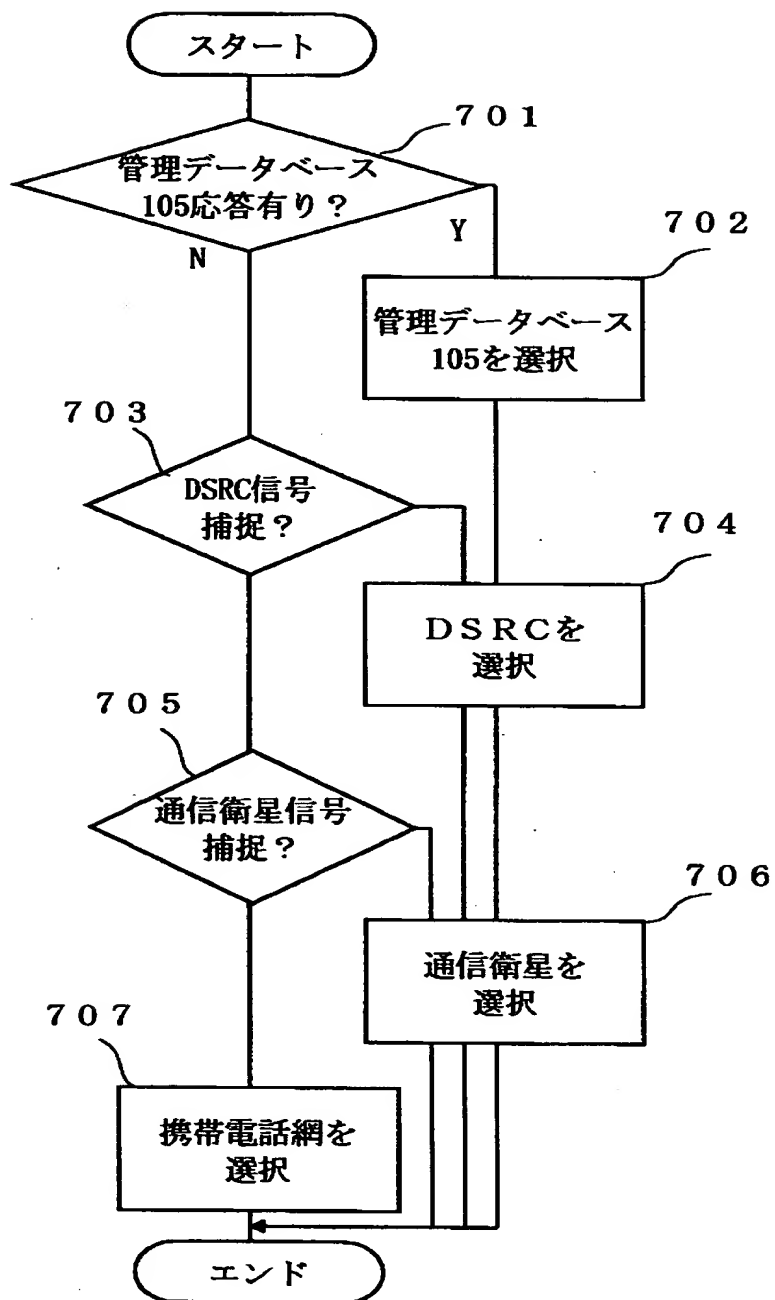 スタート
701
管理データベース
105応答有り？
Y
N
702
管理データベース
105を選択
703
DSRC信号
捕捉？
704
ＤＳＲＣを
選択
705
通信衛星信号
捕捉？
706
通信衛星を
選択
707
携帯電話網を
選択
エンド